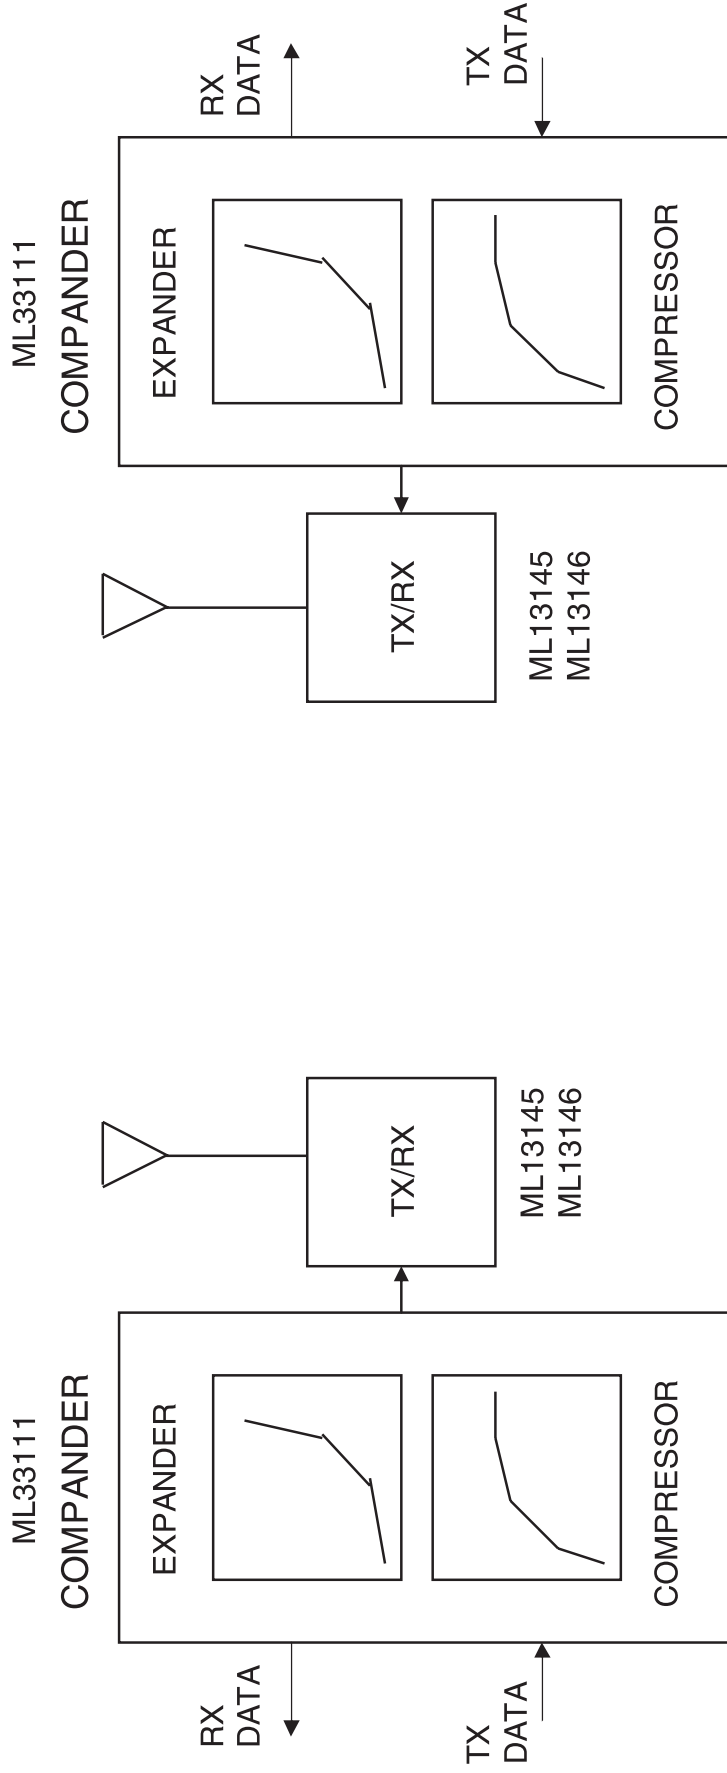 ML33111
COMPANDER
EXPANDER
COMPRESSOR
RX
DATA
TX
DATA
TX/RX
ML13145
ML13146
ML33111
COMPANDER
EXPANDER
COMPRESSOR
RX
DATA
TX
DATA
TX/RX
ML13145
ML13146